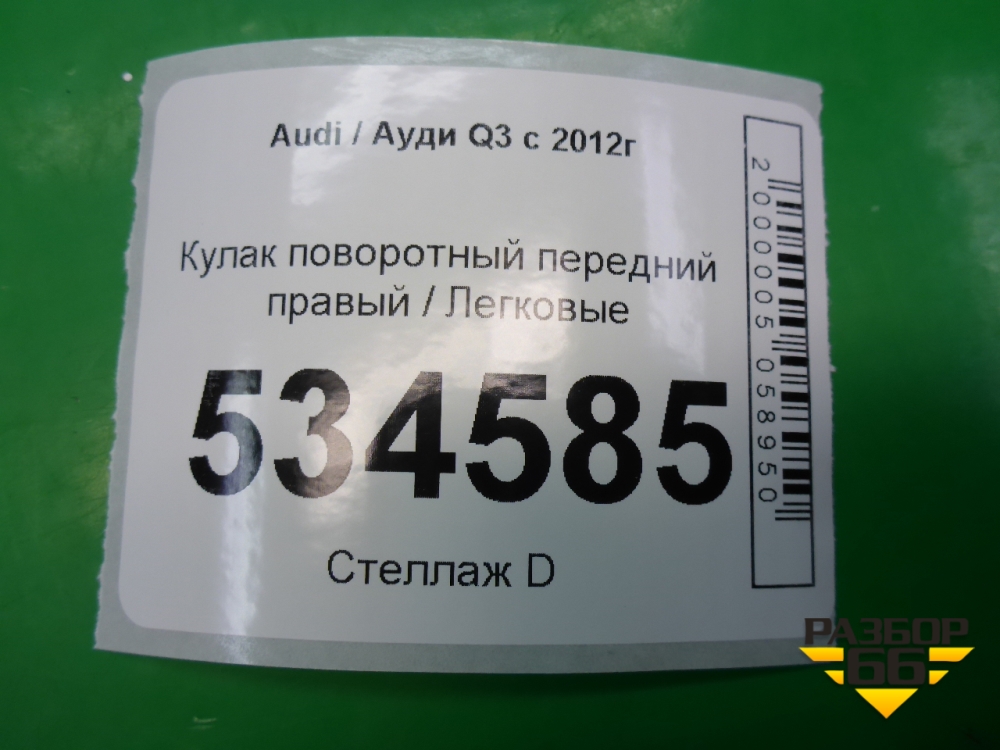 Audi / Ауди Q3 с 2012г
Кулак поворотный передний
правый / Легковые
534585
Стеллаж D
2000005058950
РАЗБОР
66